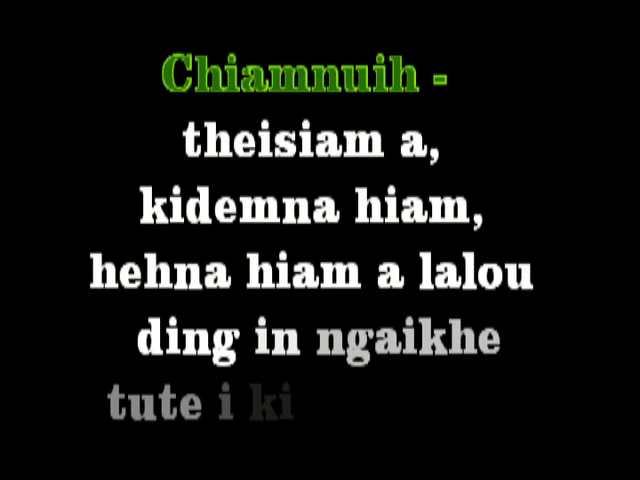 Chiamnuih -
theisiam a,
kidemna hiam,
hehna hiam a lalou
ding in ngaikhe
tute i ki